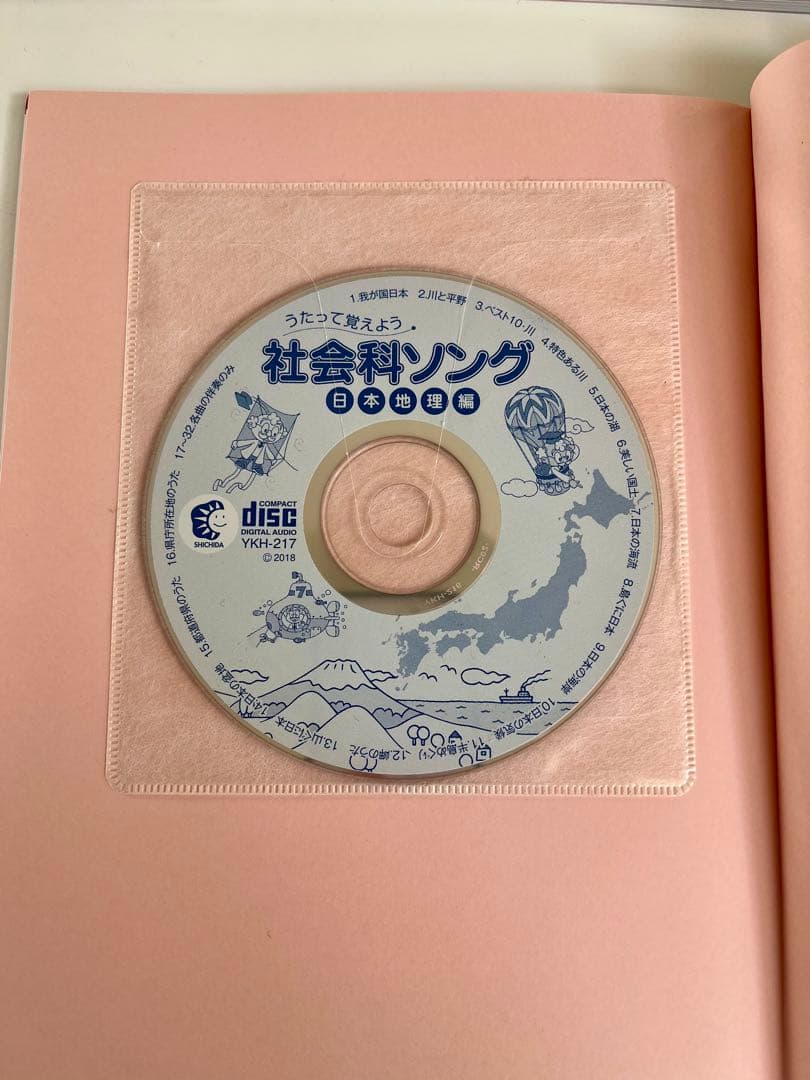 うたって覚えよう
社会科ソング
日本地理編
1.我が国日本
2.川と平野
3.ベスト10・川
4.特色ある川
5.日本の湖
6.美しい国土
7.日本の海流
8.島ぐに日本
9.日本の海岸
10.日本の気候
11.半島めぐり
12.岬のうた
13.山ぐに日本
14.日本の盆地
15.都道府県のうた
16.県庁所在地のうた
17〜32.各曲の伴奏のみ
SHICHIDA
COMPACT
disc
DIGITAL AUDIO
YKH-217
©2018
7